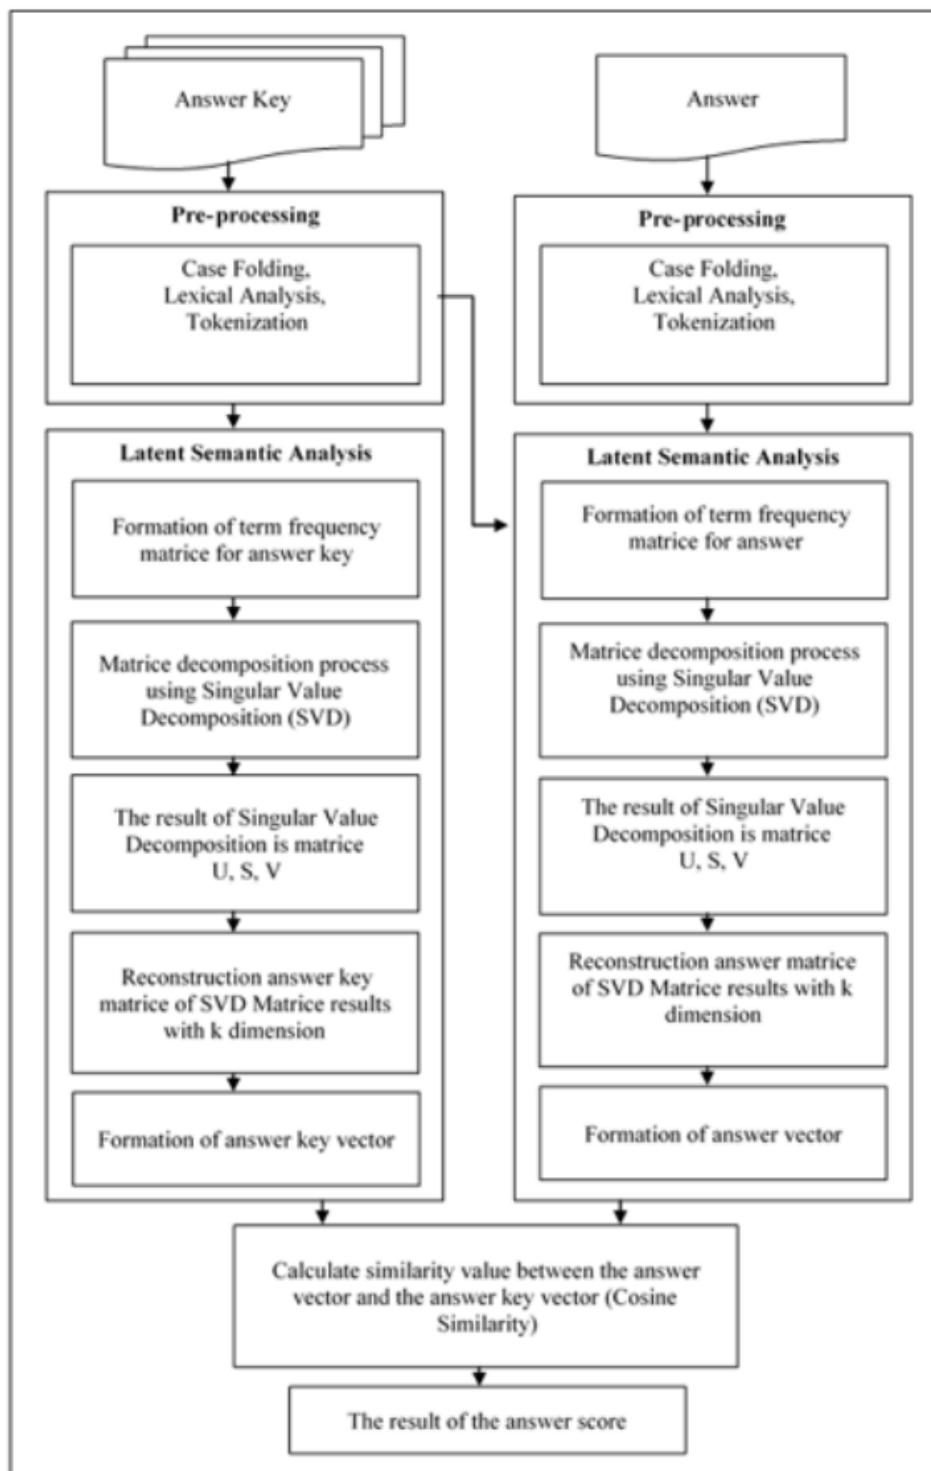 Answer Key
Pre-processing
Case Folding,
Lexical Analysis,
Tokenization
Latent Semantic Analysis
Formation of term frequency
matrice for answer key
Matrice decomposition process
using Singular Value
Decomposition (SVD)
The result of Singular Value
Decomposition is matrice
U, S, V
Reconstruction answer key
matrice of SVD Matrice results
with k dimension
Formation of answer key vector
Answer
Pre-processing
Case Folding,
Lexical Analysis,
Tokenization
Latent Semantic Analysis
Formation of term frequency
matrice for answer
Matrice decomposition process
using Singular Value
Decomposition (SVD)
The result of Singular Value
Decomposition is matrice
U, S, V
Reconstruction answer matrice
of SVD Matrice results with k
dimension
Formation of answer vector
Calculate similarity value between the answer
vector and the answer key vector (Cosine
Similarity)
The result of the answer score